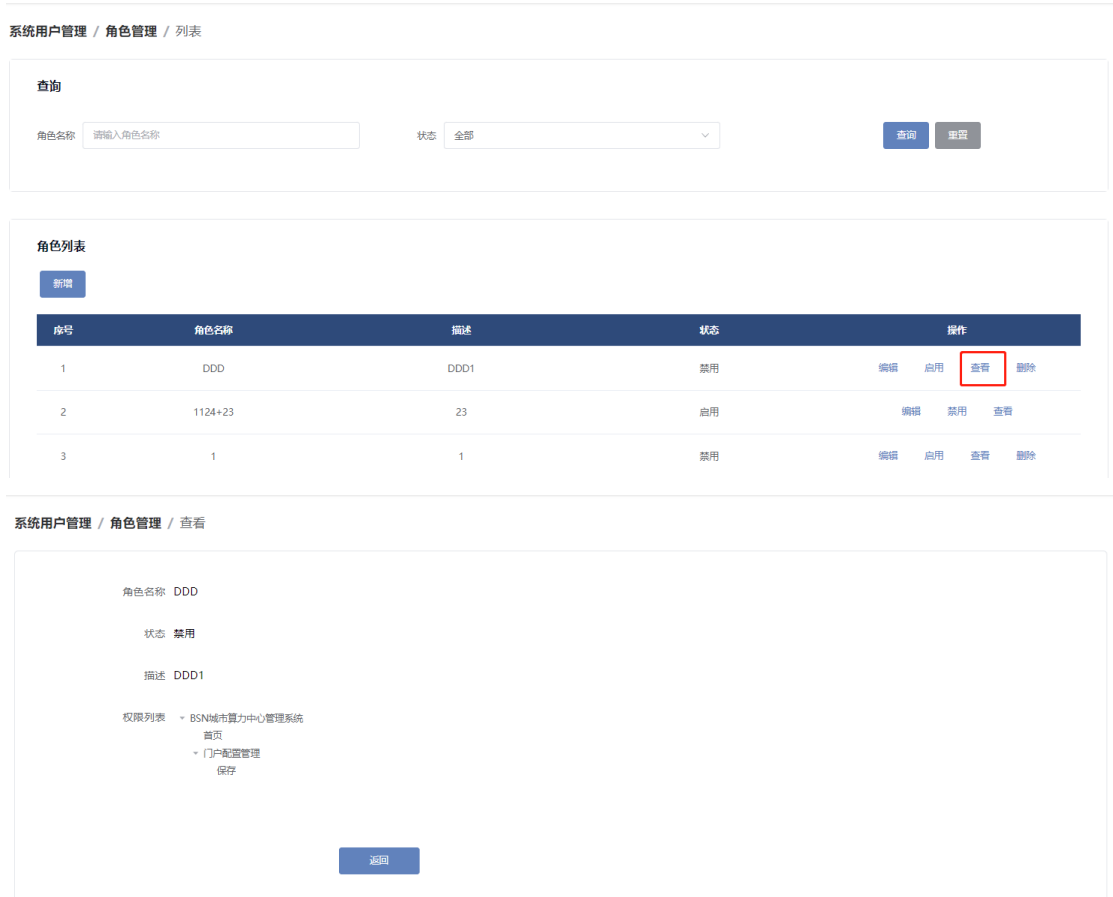 系统用户管理 / 角色管理 / 列表
查询
角色名称 请输入角色名称 状态 全部 查询 重置
角色列表
新增
序号 角色名称 描述 状态 操作
1 DDD DDD1 禁用 编辑 启用 查看 删除
2 1124+23 23 启用 编辑 禁用 查看
3 1 1 禁用 编辑 启用 查看 删除
系统用户管理 / 角色管理 / 查看
角色名称 DDD
状态 禁用
描述 DDD1
权限列表 BSN城市算力中心管理系统
首页
门户配置管理
保存
返回